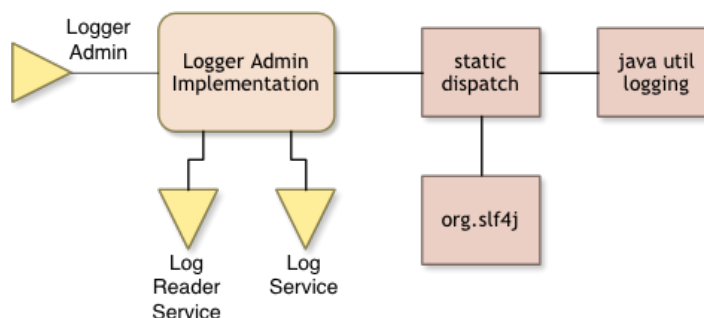 Logger
Admin
Logger Admin
Implementation
static
dispatch
java util
logging
org.slf4j
Log
Reader
Service
Log
Service